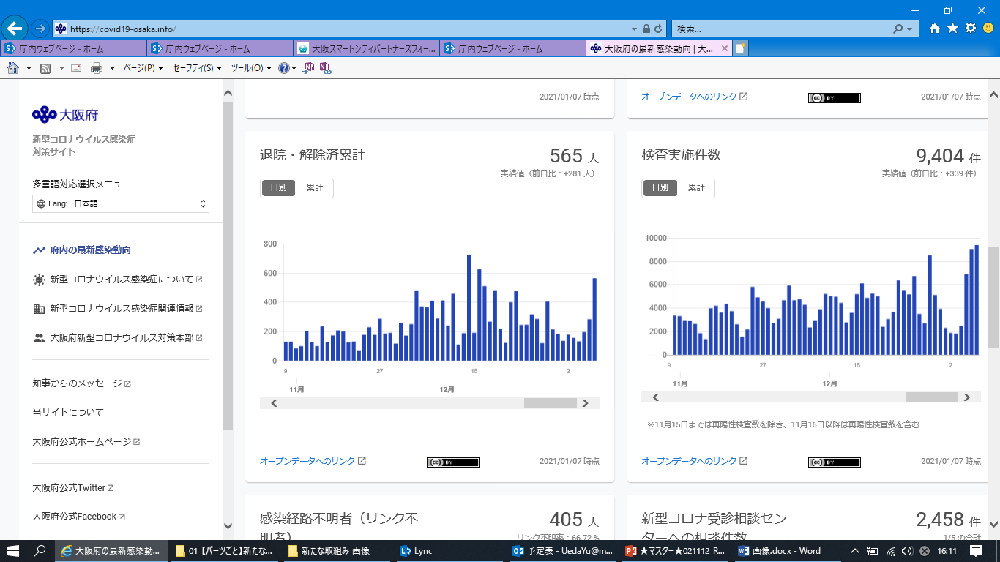 https://covid19-osaka.info/
検索...
庁内ウェブページ - ホーム
庁内ウェブページ - ホーム
大阪スマートシティパートナーズフォー...
庁内ウェブページ - ホーム
大阪府の最新感染動向 | 大...
ページ(P)
セーフティ(S)
ツール(O)
大阪府
新型コロナウイルス感染症
対策サイト
多言語対応選択メニュー
Lang: 日本語
府内の最新感染動向
新型コロナウイルス感染症について
新型コロナウイルス感染症関連情報
大阪府新型コロナウイルス対策本部
知事からのメッセージ
当サイトについて
大阪府公式ホームページ
大阪府公式Twitter
大阪府公式Facebook
2021/01/07 時点
オープンデータへのリンク
(cc) BY
2021/01/07 時点
退院・解除済累計
565 人
実績値（前日比：+281 人）
日別 累計
800
600
400
200
0
9 27 15 2
11月 12月
オープンデータへのリンク
(cc) BY
2021/01/07 時点
検査実施件数
9,404 件
実績値（前日比：+339 件）
日別 累計
10000
8000
6000
4000
2000
0
9 27 15 2
11月 12月
※11月15日までは再陽性検査数を除き、11月16日以降は再陽性検査数を含む
オープンデータへのリンク
(cc) BY
2021/01/07 時点
感染経路不明者（リンク不
明者）
405 人
リンク不明率：66.72 %
新型コロナ受診相談セン
ターへの相談件数
2,458 件
1/5 の合計
大阪府の最新感染動...
01_【パーツごと】新たな...
新たな取組み 画像
Lync
予定表 - UedaYu@m...
★マスター★021112_R...
画像.docx - Word
16:11